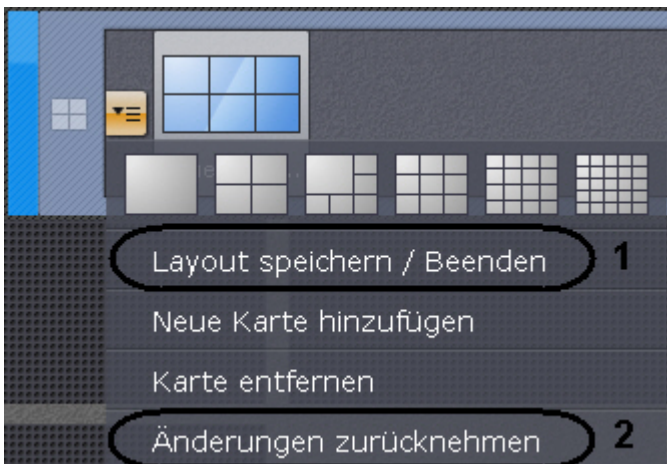 Layout speichern / Beenden 1
Neue Karte hinzufügen
Karte entfernen
Änderungen zurücknehmen 2